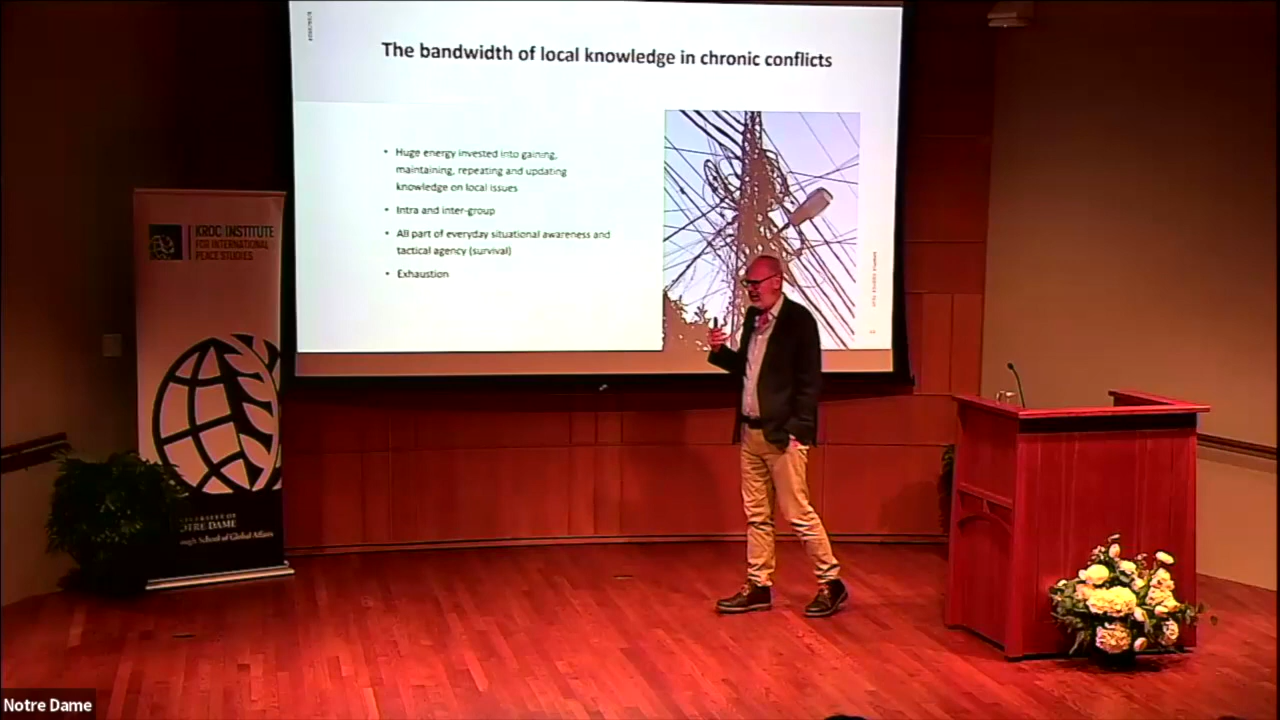 The bandwidth of local knowledge in chronic conflicts
• Huge energy invested into gaining,
maintaining, repeating and updating
knowledge on local issues
• Intra and inter-group
• All part of everyday situational awareness and
tactical agency (survival)
• Exhaustion
KROC INSTITUTE
FOR INTERNATIONAL
PEACE STUDIES
NOTRE DAME
School of Global Affairs
Notre Dame